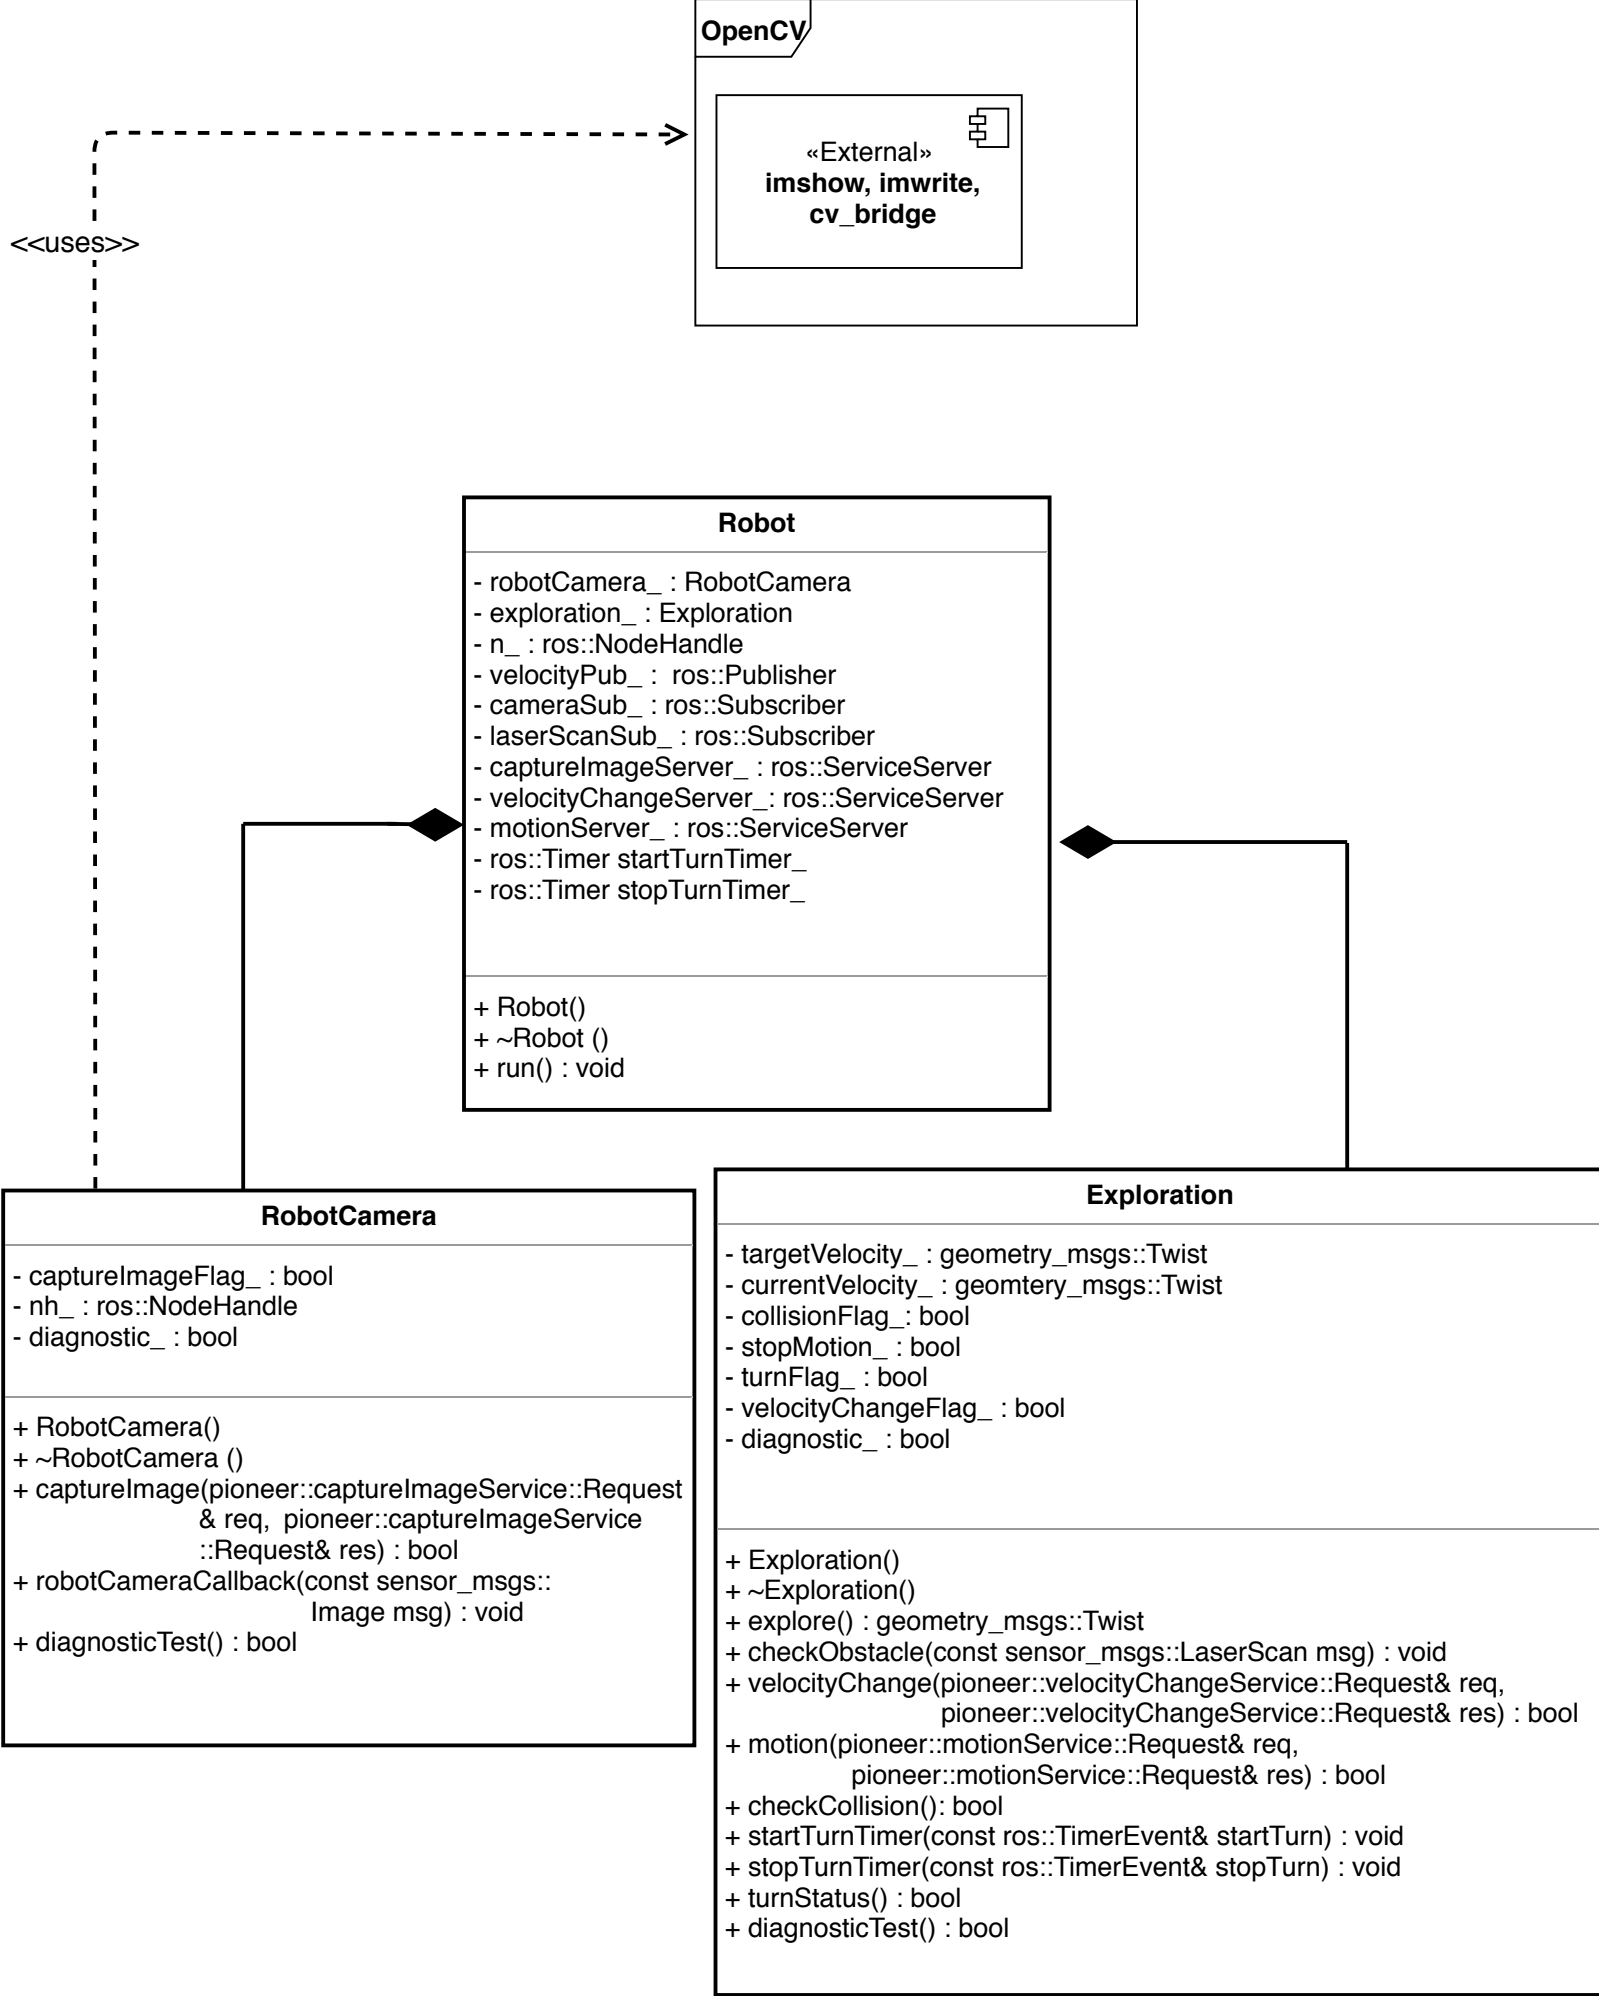 OpenCV
«External»
imshow, imwrite,
cv_bridge
<<uses>>
Robot
- robotCamera_ : RobotCamera
- exploration_ : Exploration
- n_ : ros::NodeHandle
- velocityPub_ :  ros::Publisher
- cameraSub_ : ros::Subscriber
- laserScanSub_ : ros::Subscriber
- captureImageServer_ : ros::ServiceServer
- velocityChangeServer_: ros::ServiceServer
- motionServer_ : ros::ServiceServer
- ros::Timer startTurnTimer_
- ros::Timer stopTurnTimer_
+ Robot()
+ ~Robot ()
+ run() : void
RobotCamera
- captureImageFlag_ : bool
- nh_ : ros::NodeHandle
- diagnostic_ : bool
+ RobotCamera()
+ ~RobotCamera ()
+ captureImage(pioneer::captureImageService::Request
& req,  pioneer::captureImageService
::Request& res) : bool
+ robotCameraCallback(const sensor_msgs::
Image msg) : void
+ diagnosticTest() : bool
Exploration
- targetVelocity_ : geometry_msgs::Twist
- currentVelocity_ : geomtery_msgs::Twist
- collisionFlag_: bool
- stopMotion_ : bool
- turnFlag_ : bool
- velocityChangeFlag_ : bool
- diagnostic_ : bool
+ Exploration()
+ ~Exploration()
+ explore() : geometry_msgs::Twist
+ checkObstacle(const sensor_msgs::LaserScan msg) : void
+ velocityChange(pioneer::velocityChangeService::Request& req,
pioneer::velocityChangeService::Request& res) : bool
+ motion(pioneer::motionService::Request& req,
pioneer::motionService::Request& res) : bool
+ checkCollision(): bool
+ startTurnTimer(const ros::TimerEvent& startTurn) : void
+ stopTurnTimer(const ros::TimerEvent& stopTurn) : void
+ turnStatus() : bool
+ diagnosticTest() : bool